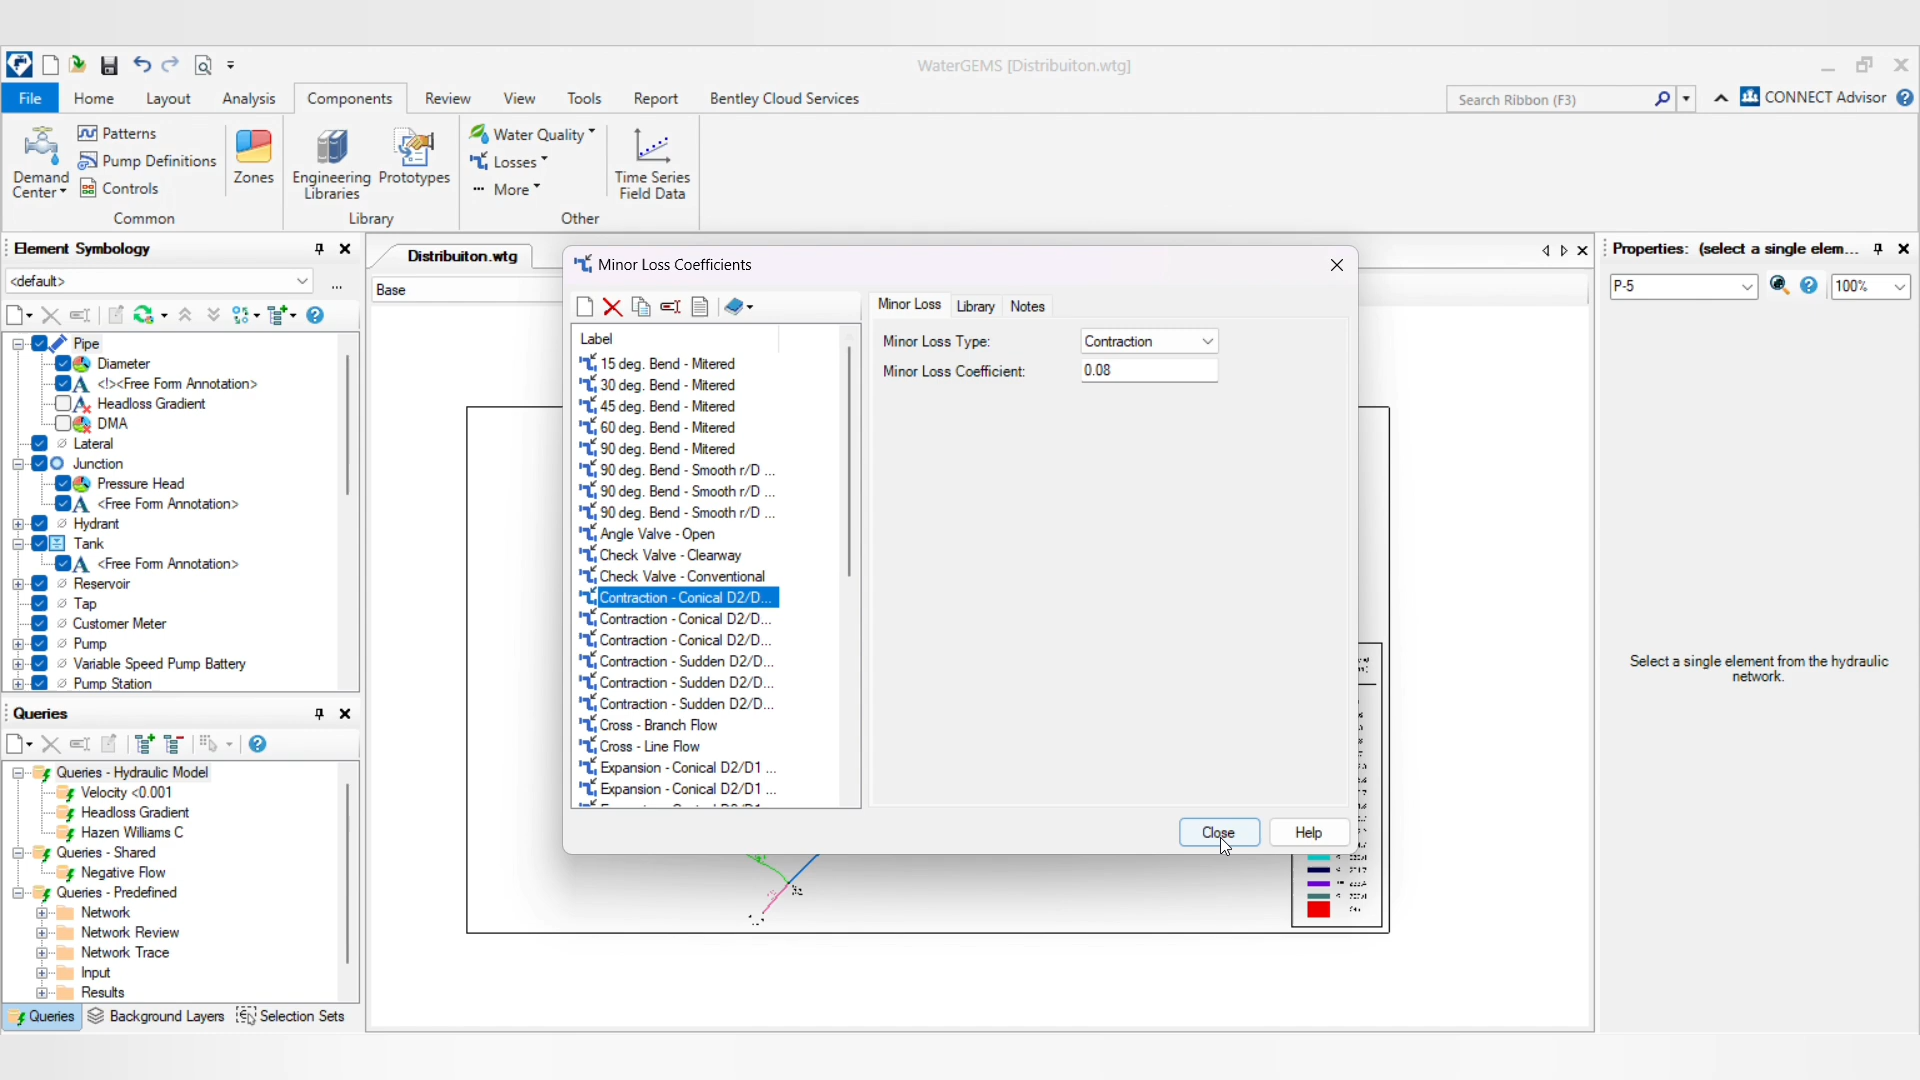 WaterGEMS [Distribuiton.wtg]
File Home Layout Analysis Components Review View Tools Report Bentley Cloud Services
Search Ribbon (F3)
CONNECT Advisor
Demand Center
Patterns
Pump Definitions
Controls
Zones
Common
Engineering Libraries
Prototypes
Library
Water Quality
Losses
More
Other
Time Series Field Data
Element Symbology
<default>
...
Pipe
Diameter
<!><Free Form Annotation>
Headloss Gradient
DMA
Lateral
Junction
Pressure Head
<Free Form Annotation>
Hydrant
Tank
<Free Form Annotation>
Reservoir
Tap
Customer Meter
Pump
Variable Speed Pump Battery
Pump Station
Queries
Queries - Hydraulic Model
Velocity <0.001
Headloss Gradient
Hazen Williams C
Queries - Shared
Negative Flow
Queries - Predefined
Network
Network Review
Network Trace
Input
Results
Queries Background Layers Selection Sets
Distribuiton.wtg
Base
Minor Loss Coefficients
Label
15 deg. Bend - Mitered
30 deg. Bend - Mitered
45 deg. Bend - Mitered
60 deg. Bend - Mitered
90 deg. Bend - Mitered
90 deg. Bend - Smooth r/D ...
90 deg. Bend - Smooth r/D ...
90 deg. Bend - Smooth r/D ...
Angle Valve - Open
Check Valve - Clearway
Check Valve - Conventional
Contraction - Conical D2/D...
Contraction - Conical D2/D...
Contraction - Conical D2/D...
Contraction - Sudden D2/D...
Contraction - Sudden D2/D...
Contraction - Sudden D2/D...
Cross - Branch Flow
Cross - Line Flow
Expansion - Conical D2/D1 ...
Expansion - Conical D2/D1 ...
Minor Loss Library Notes
Minor Loss Type: Contraction
Minor Loss Coefficient: 0.08
Close Help
Properties: (select a single elem...
P-5
100%
Select a single element from the hydraulic
network.